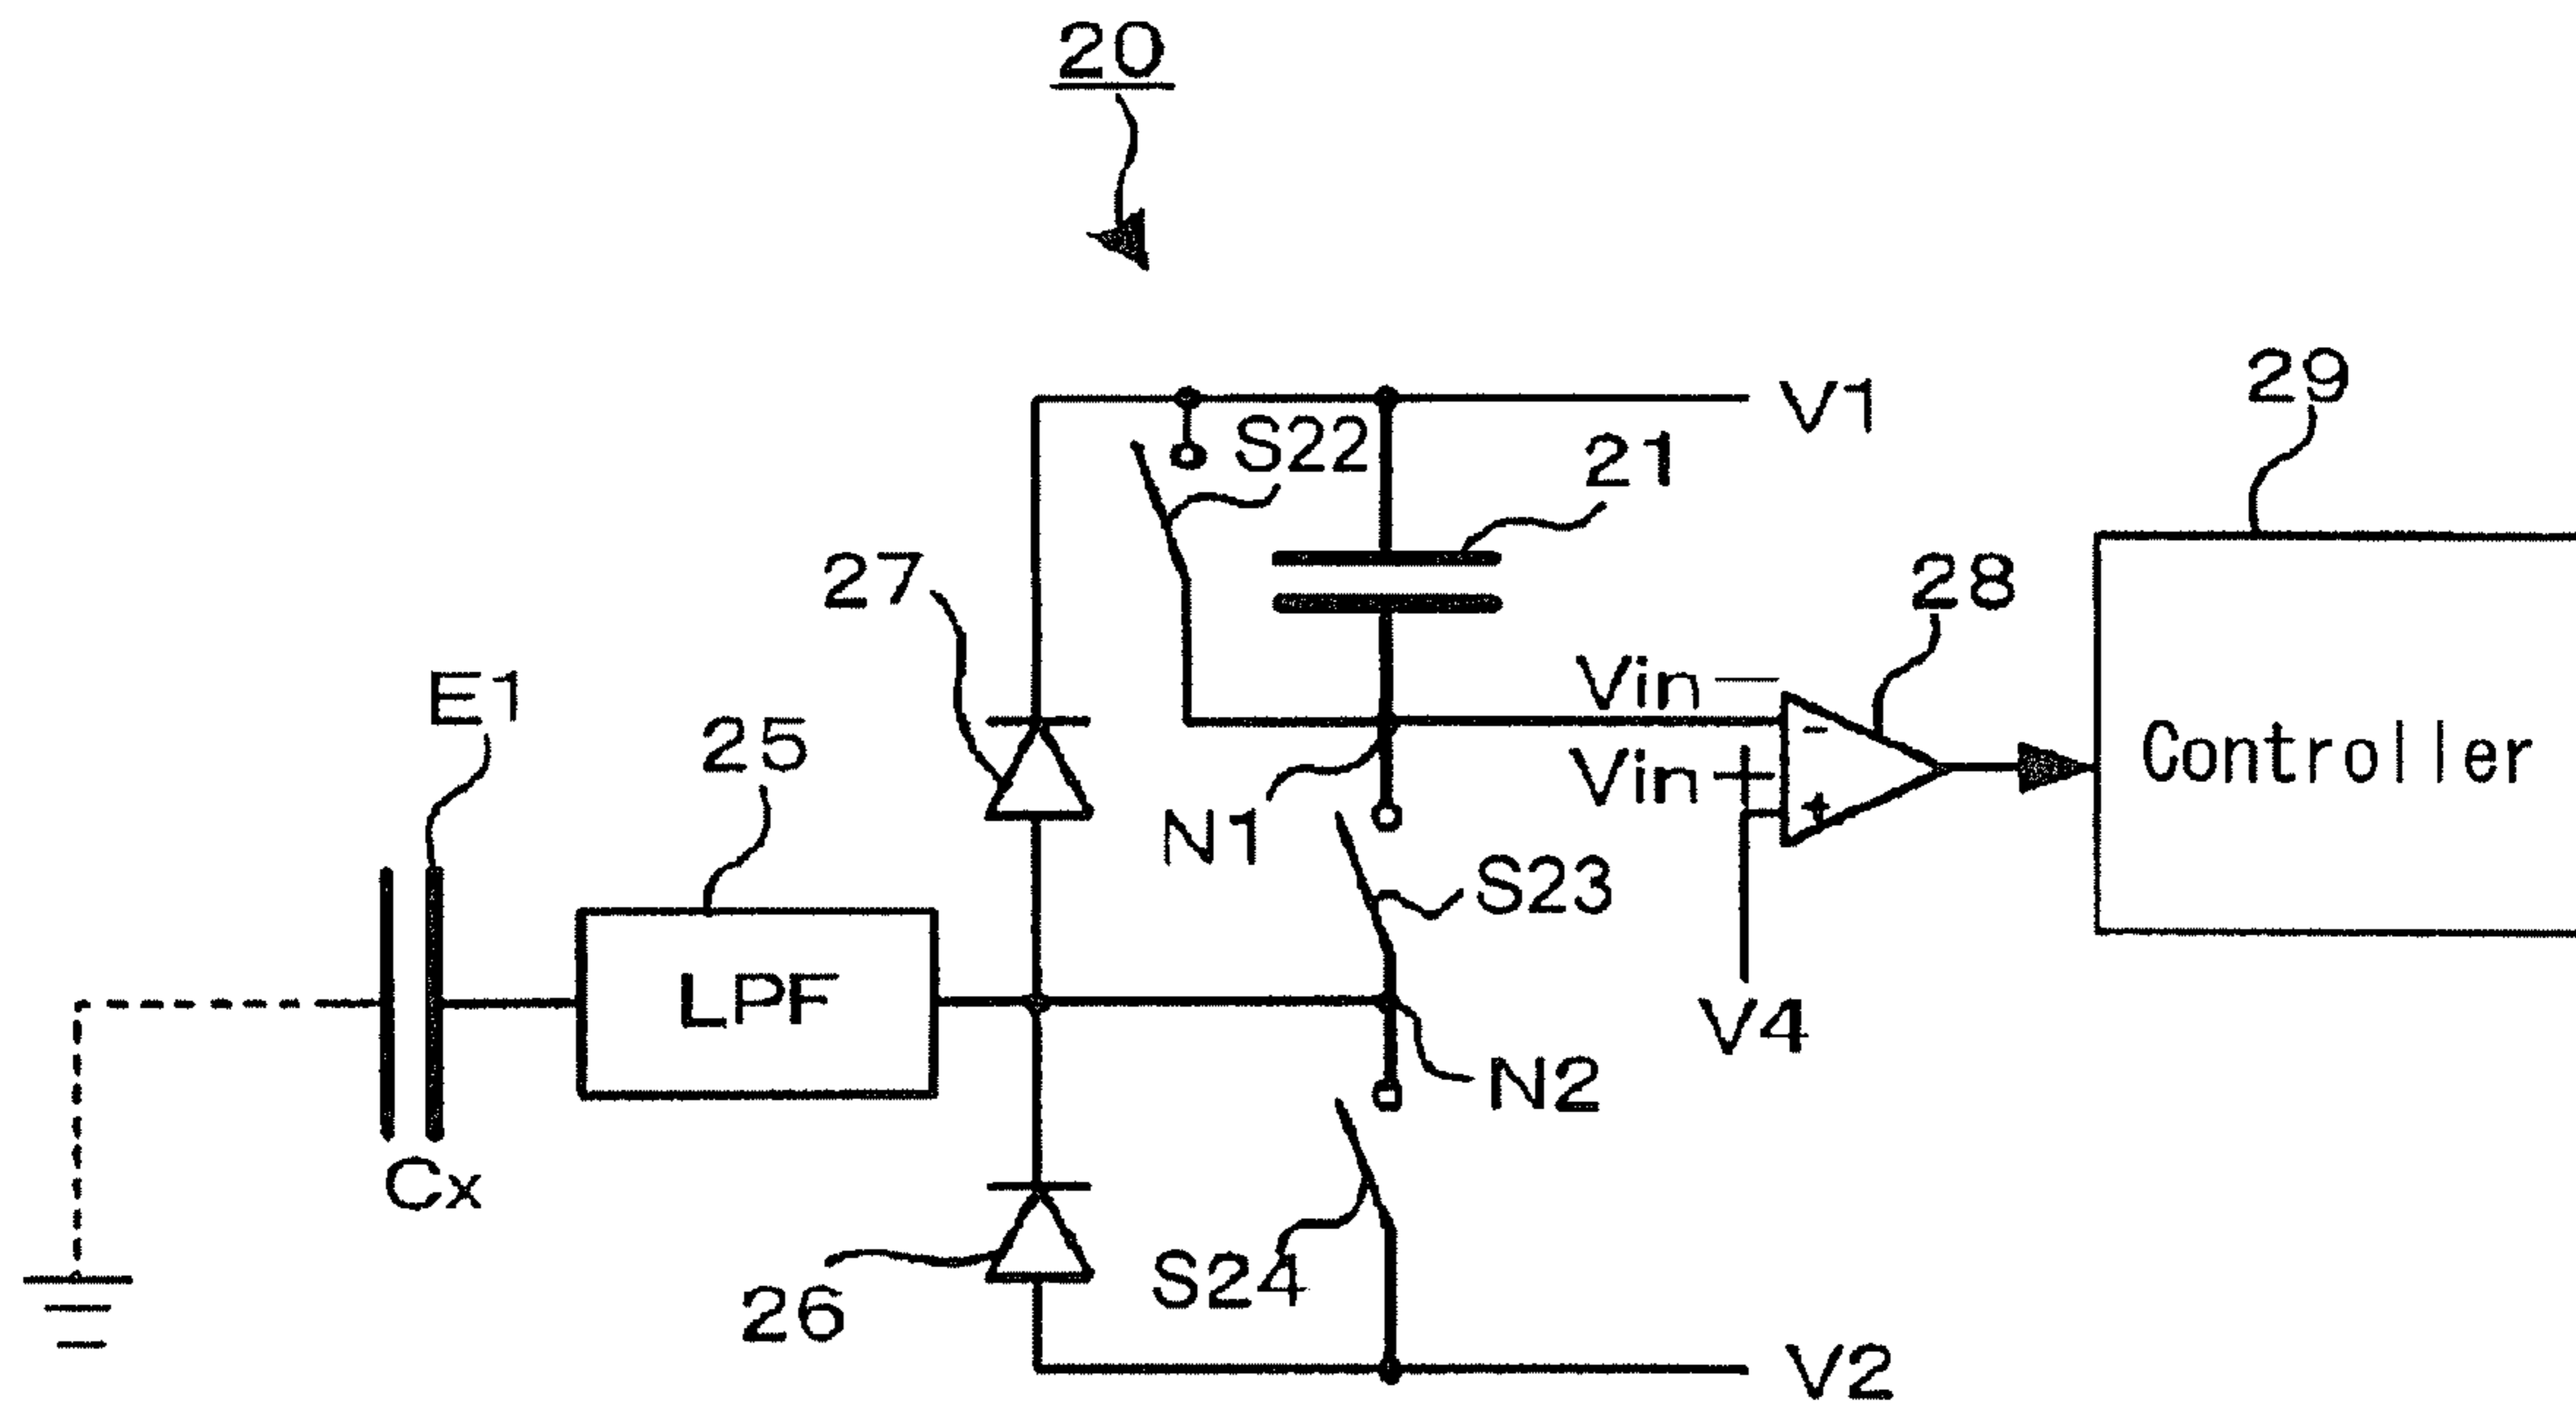 20
V1
S22
21
29
27
28
E1
25
Vin−
-
Vin+
+
Controller
N1
S23
LPF
V4
N2
Cx
S24
26
V2